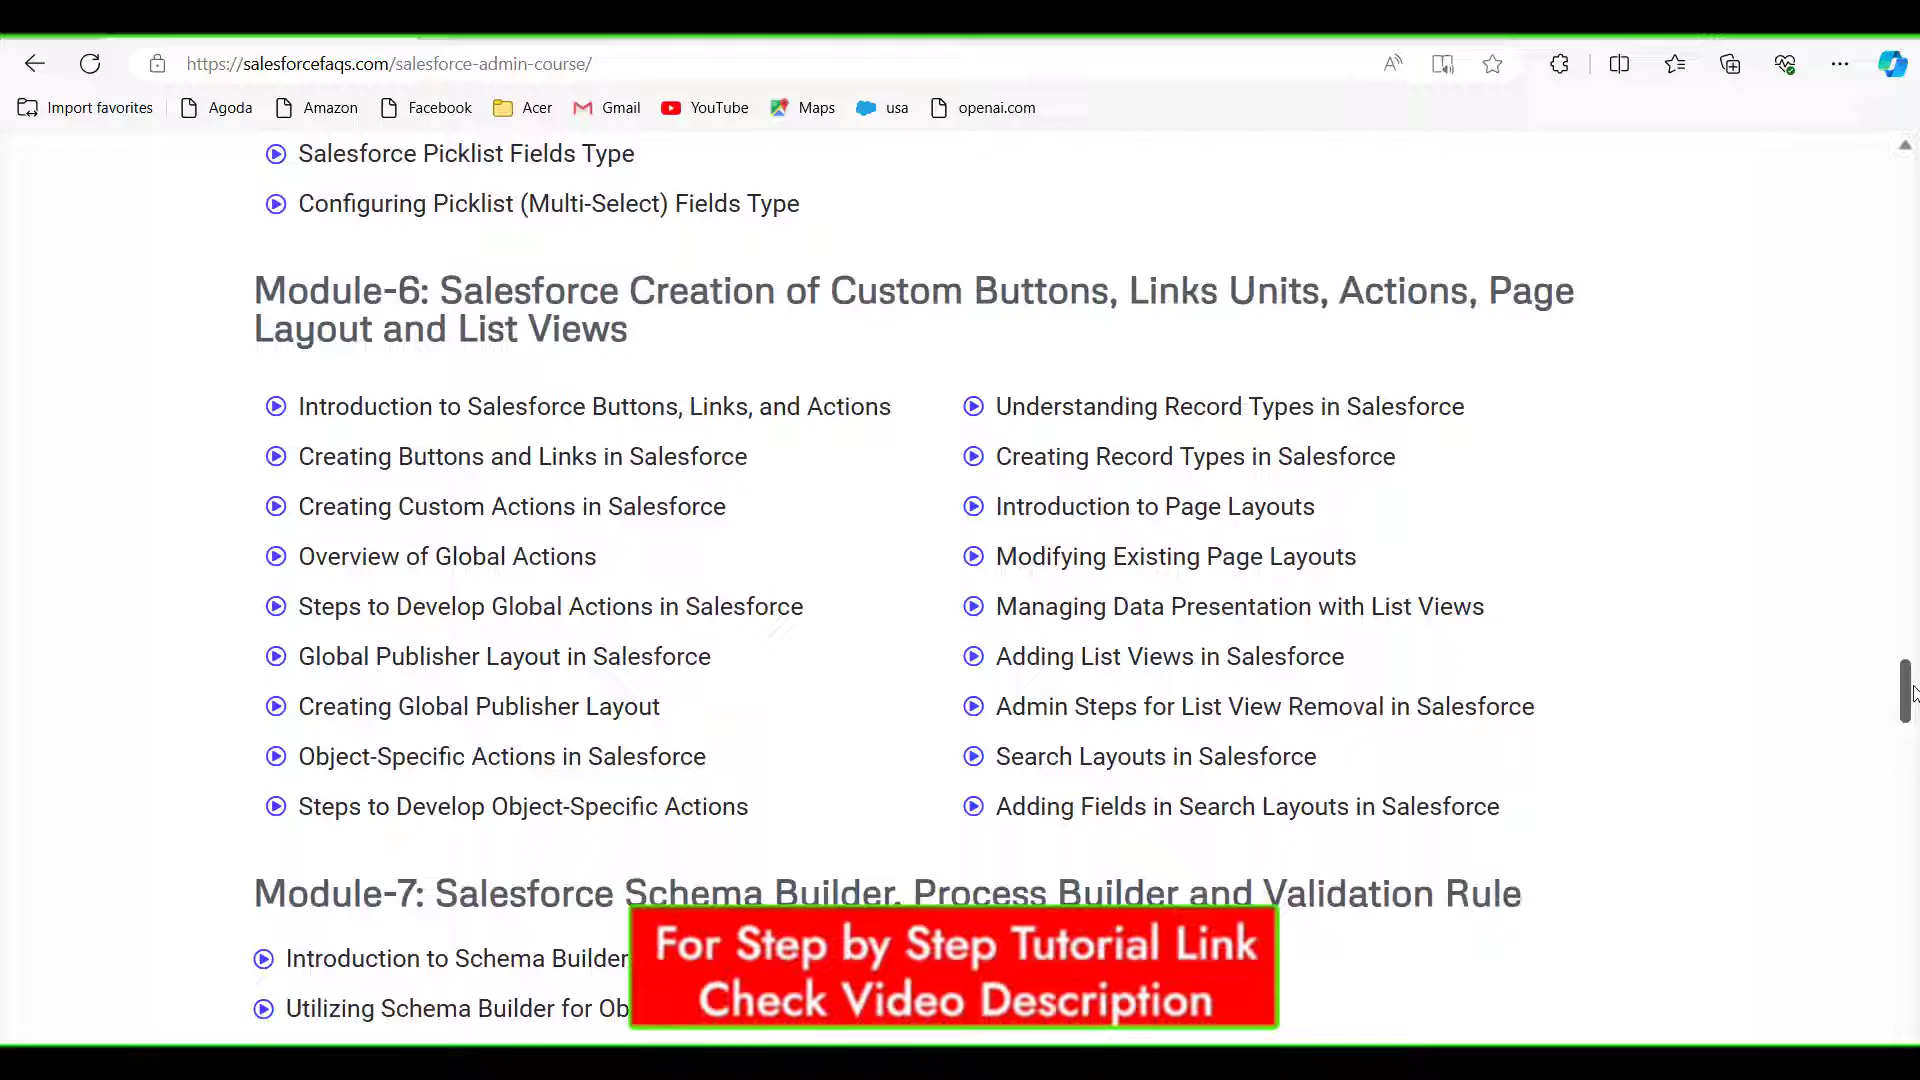 https://salesforcefaqs.com/salesforce-admin-course/
Import favorites Agoda Amazon Facebook Acer Gmail YouTube Maps usa openai.com
Salesforce Picklist Fields Type
Configuring Picklist (Multi-Select) Fields Type
Module-6: Salesforce Creation of Custom Buttons, Links Units, Actions, Page
Layout and List Views
Introduction to Salesforce Buttons, Links, and Actions
Creating Buttons and Links in Salesforce
Creating Custom Actions in Salesforce
Overview of Global Actions
Steps to Develop Global Actions in Salesforce
Global Publisher Layout in Salesforce
Creating Global Publisher Layout
Object-Specific Actions in Salesforce
Steps to Develop Object-Specific Actions
Understanding Record Types in Salesforce
Creating Record Types in Salesforce
Introduction to Page Layouts
Modifying Existing Page Layouts
Managing Data Presentation with List Views
Adding List Views in Salesforce
Admin Steps for List View Removal in Salesforce
Search Layouts in Salesforce
Adding Fields in Search Layouts in Salesforce
Module-7: Salesforce Schema Builder, Process Builder and Validation Rule
Introduction to Schema Builder
Utilizing Schema Builder for Ob
For Step by Step Tutorial Link
Check Video Description